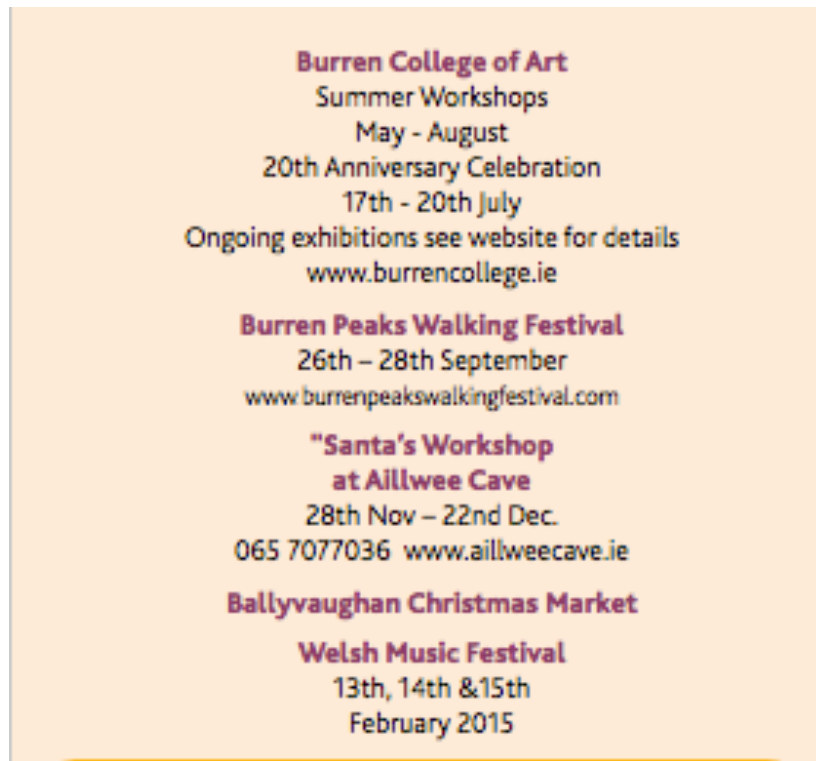 Burren College of Art
Summer Workshops
May - August
20th Anniversary Celebration
17th - 20th July
Ongoing exhibitions see website for details
www.burrencollege.ie
Burren Peaks Walking Festival
26th – 28th September
www.burrenpeakswalkingfestival.com
"Santa's Workshop
at Aillwee Cave
28th Nov – 22nd Dec.
065 7077036 www.aillweecave.ie
Ballyvaughan Christmas Market
Welsh Music Festival
13th, 14th &15th
February 2015